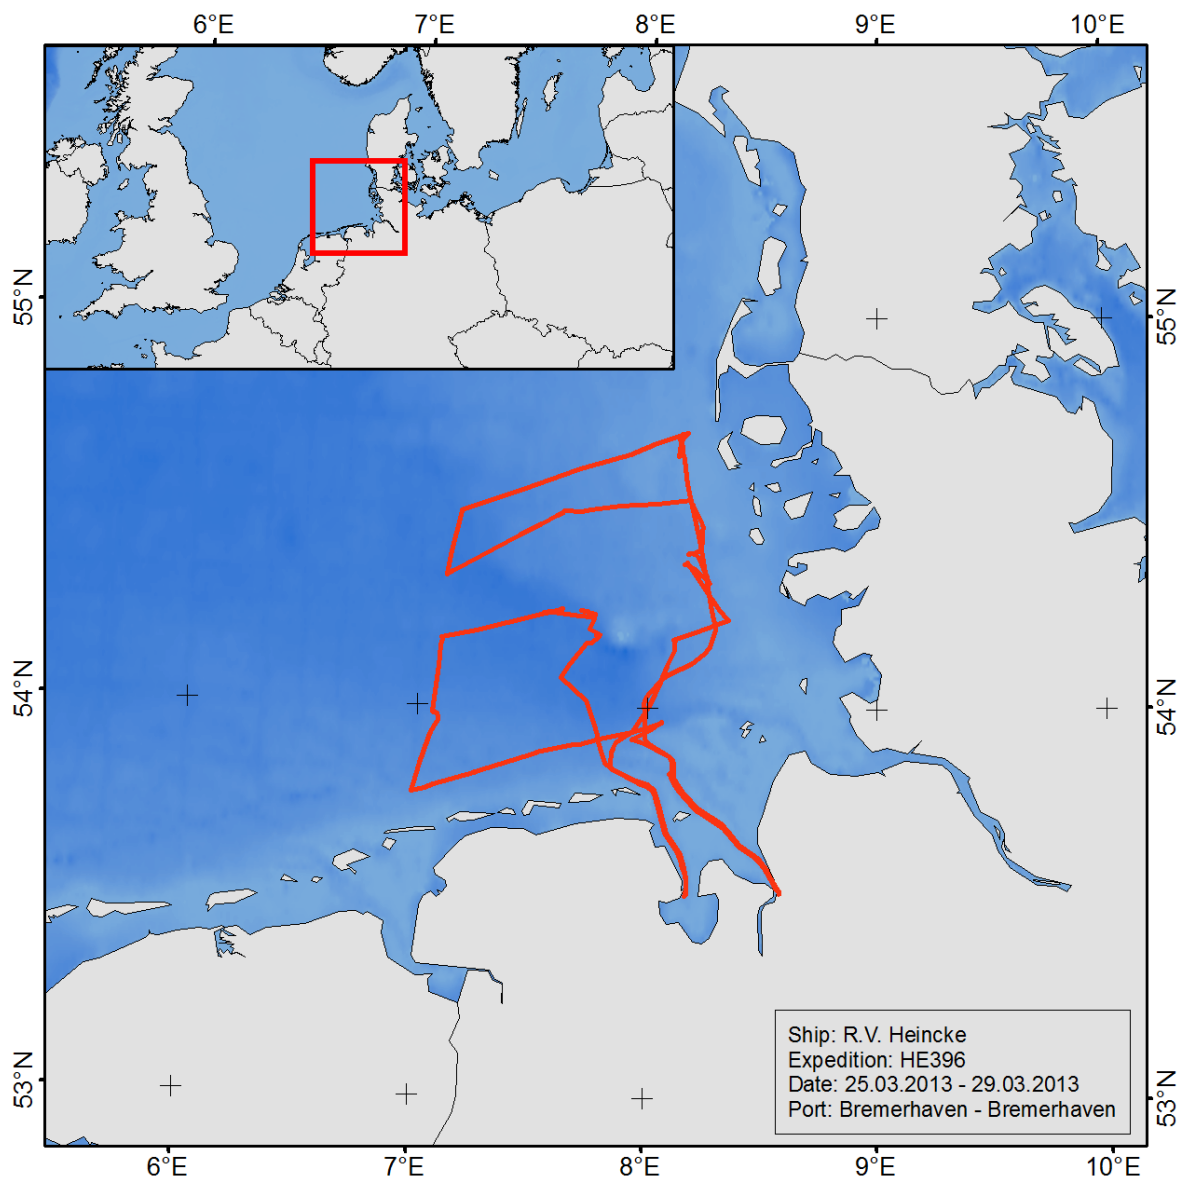 6°E 7°E 8°E 9°E 10°E
55°N 55°N
54°N 54°N
53°N 53°N
Ship: R.V. Heincke
Expedition: HE396
Date: 25.03.2013 - 29.03.2013
Port: Bremerhaven - Bremerhaven
6°E 7°E 8°E 9°E 10°E